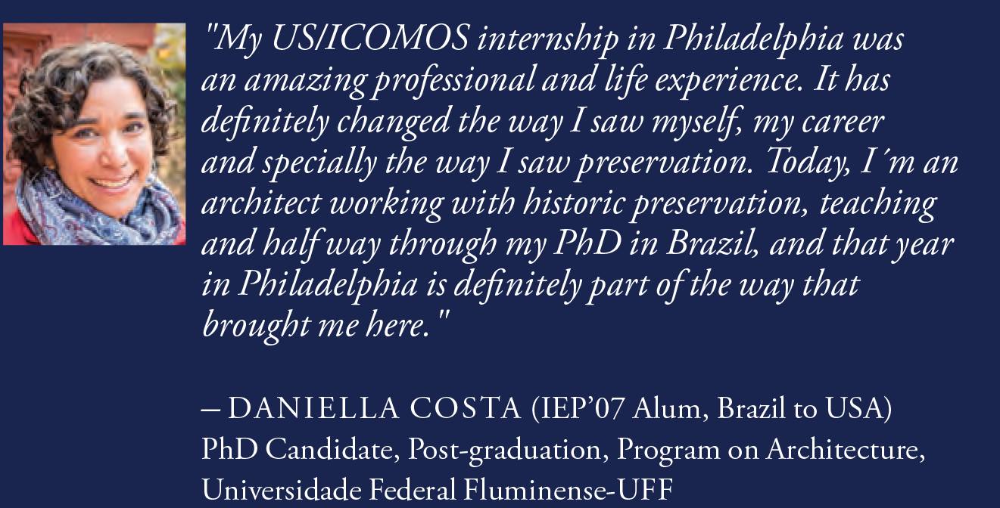 "My US/ICOMOS internship in Philadelphia was
an amazing professional and life experience. It has
definitely changed the way I saw myself, my career
and specially the way I saw preservation. Today, I´m an
architect working with historic preservation, teaching
and half way through my PhD in Brazil, and that year
in Philadelphia is definitely part of the way that
brought me here."
– DANIELLA COSTA (IEP’07 Alum, Brazil to USA)
PhD Candidate, Post-graduation, Program on Architecture,
Universidade Federal Fluminense-UFF